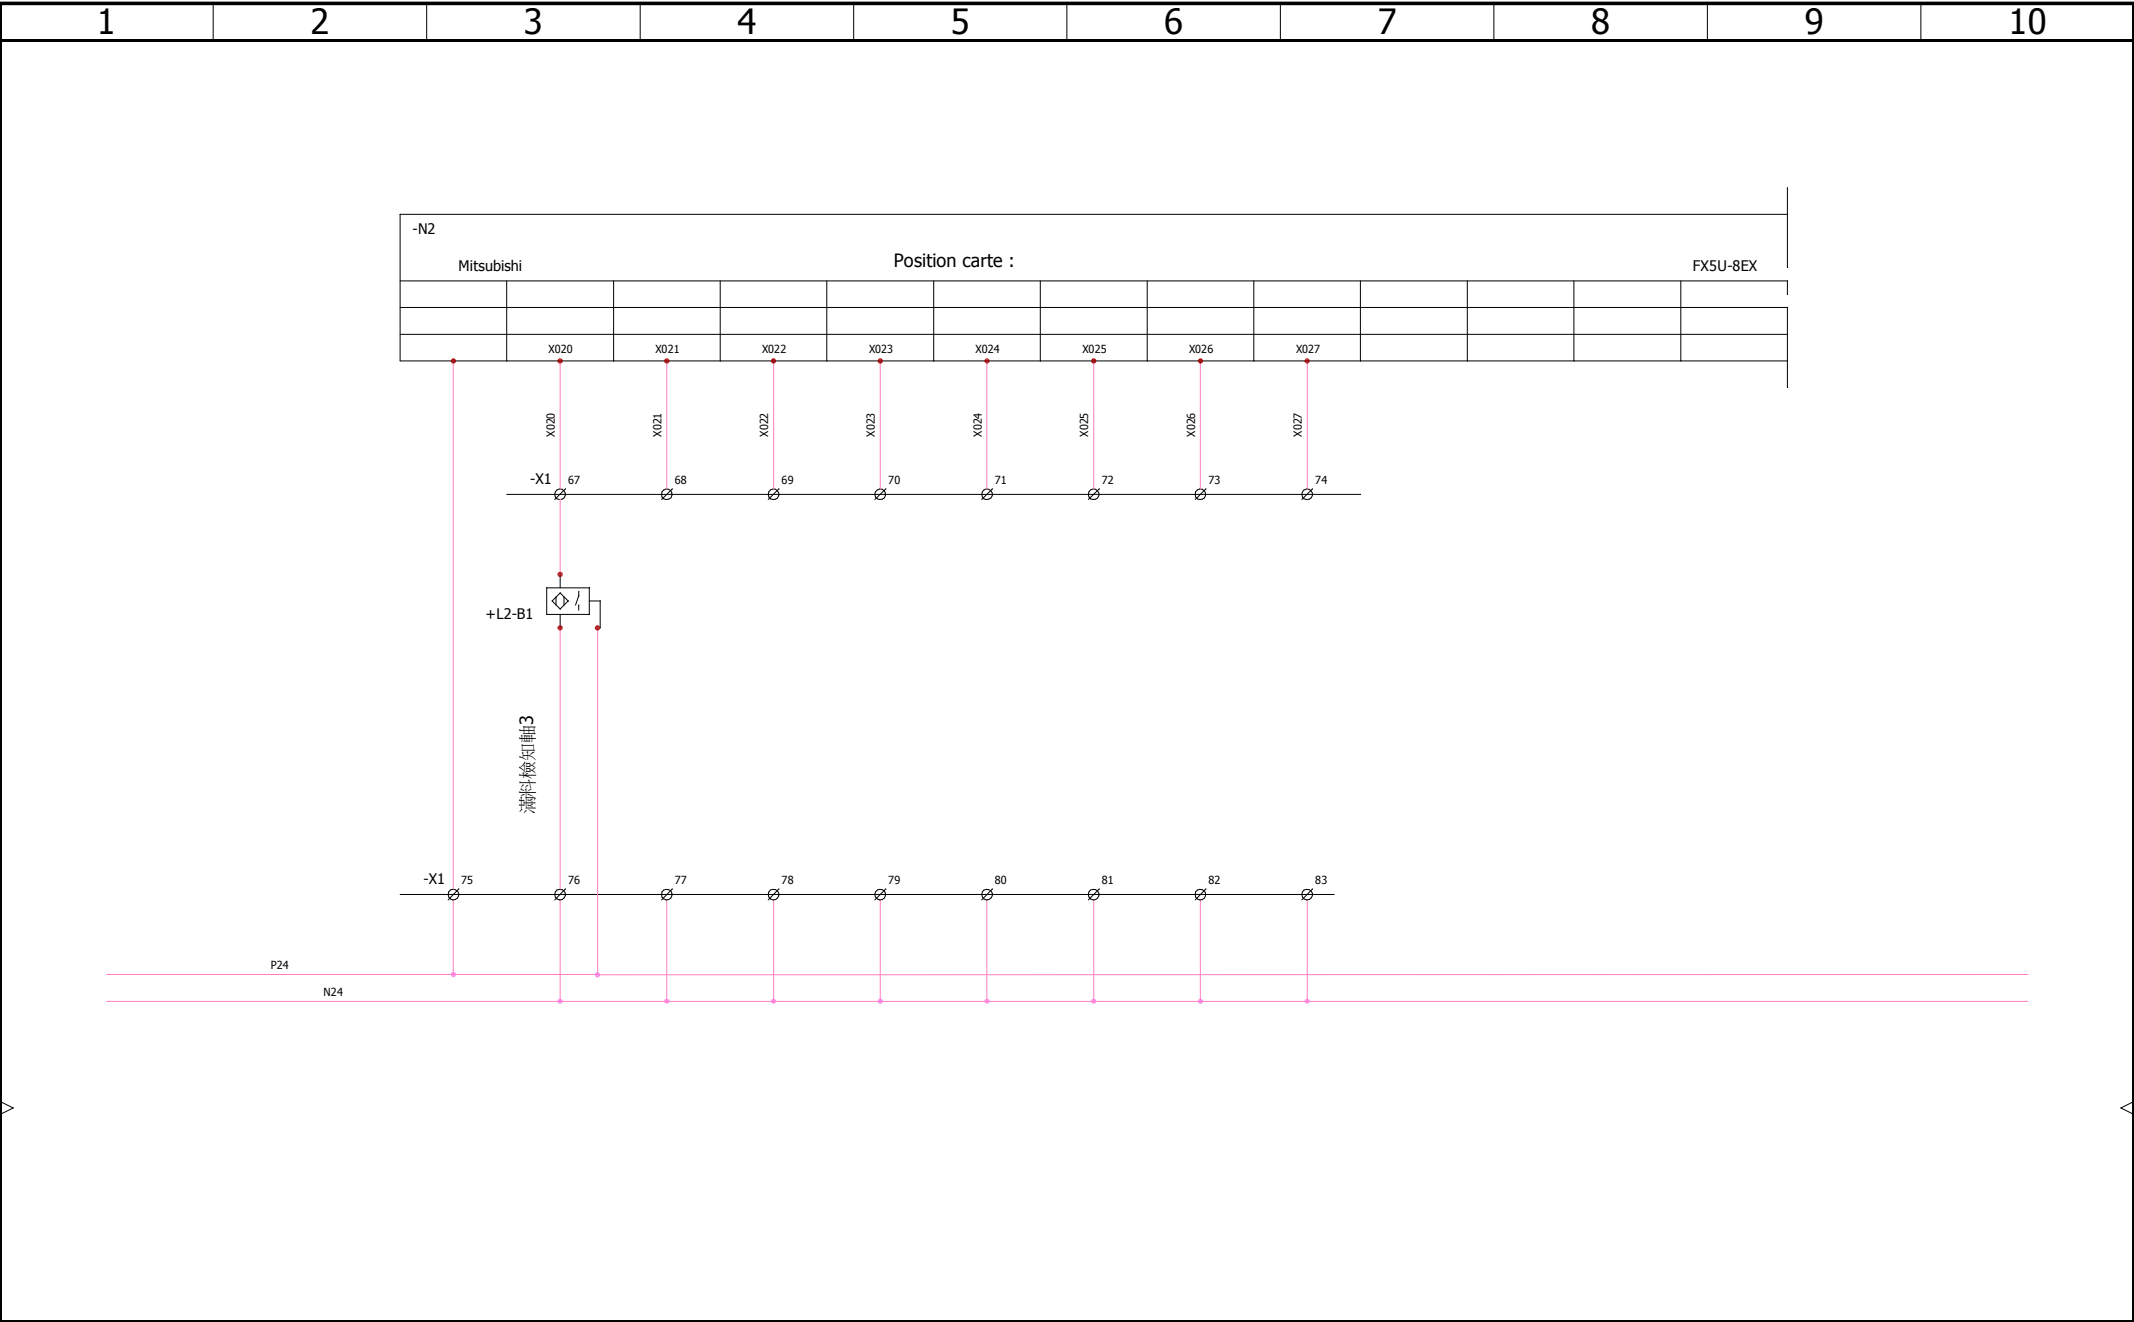 1 2 3 4 5 6 7 8 9 10
-N2
Mitsubishi Position carte : FX5U-8EX
X020 X021 X022 X023 X024 X025 X026 X027
X020 X021 X022 X023 X024 X025 X026 X027
-X1 67 68 69 70 71 72 73 74
+L2-B1
滿料檢知軸3
-X1 75 76 77 78 79 80 81 82 83
P24
N24